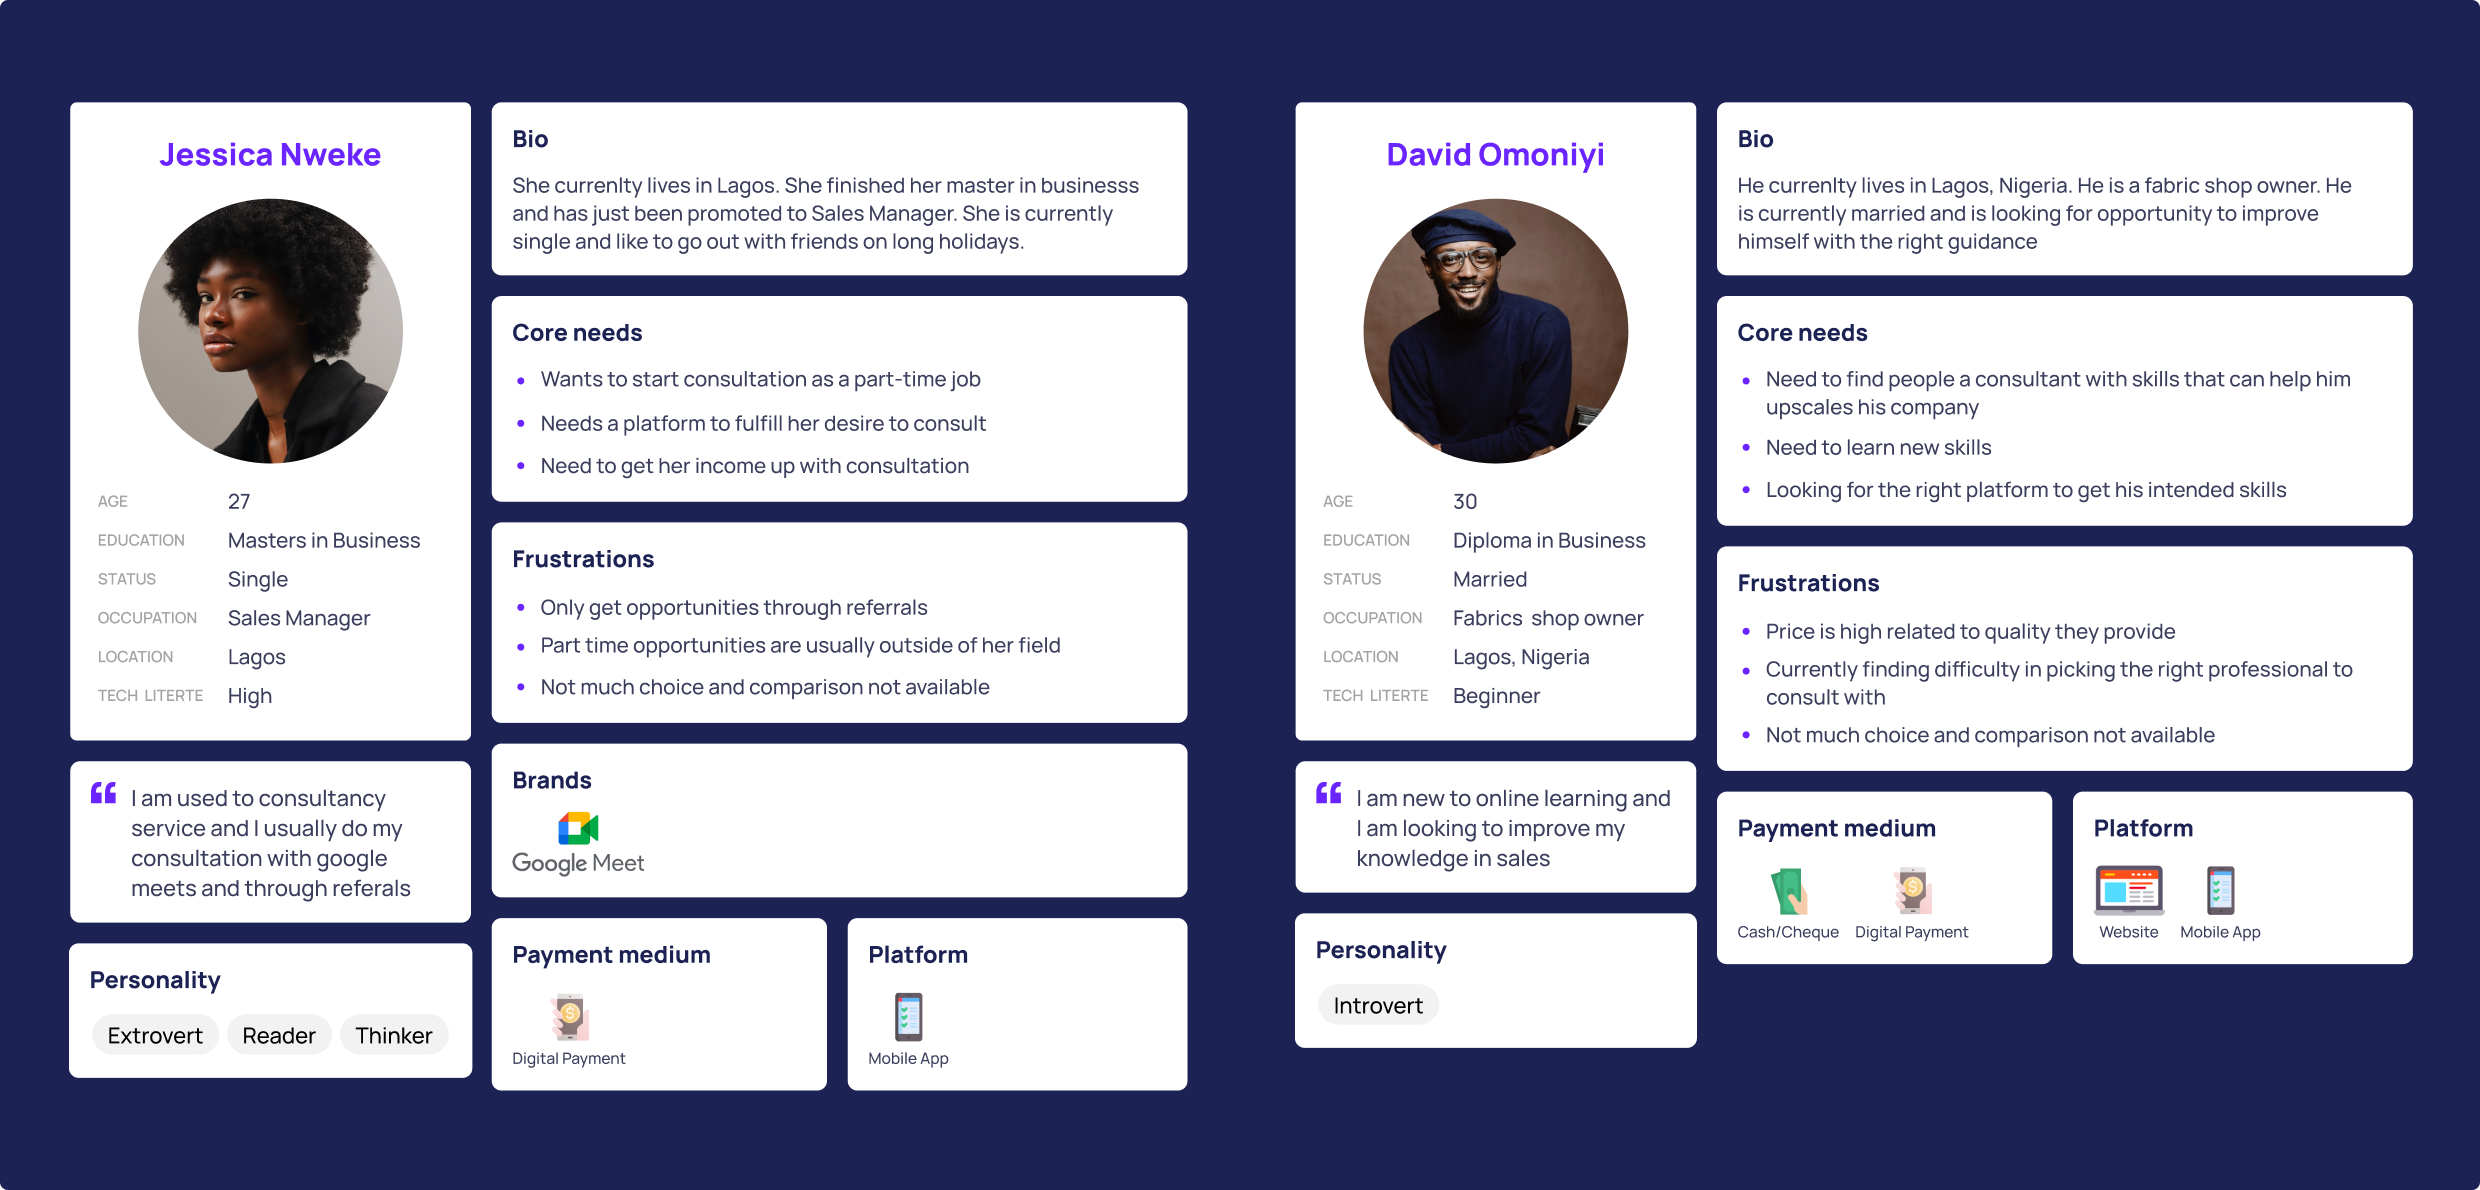 Jessica Nweke
AGE 27
EDUCATION Masters in Business
STATUS Single
OCCUPATION Sales Manager
LOCATION Lagos
TECH LITERTE High
I am used to consultancy
service and I usually do my
consultation with google
meets and through referals
Personality
Extrovert Reader Thinker
Bio
She currenlty lives in Lagos. She finished her master in businesss
and has just been promoted to Sales Manager. She is currently
single and like to go out with friends on long holidays.
Core needs
Wants to start consultation as a part-time job
Needs a platform to fulfill her desire to consult
Need to get her income up with consultation
Frustrations
Only get opportunities through referrals
Part time opportunities are usually outside of her field
Not much choice and comparison not available
Brands
Google Meet
Payment medium
Digital Payment
Platform
Mobile App
David Omoniyi
AGE 30
EDUCATION Diploma in Business
STATUS Married
OCCUPATION Fabrics shop owner
LOCATION Lagos, Nigeria
TECH LITERTE Beginner
I am new to online learning and
I am looking to improve my
knowledge in sales
Personality
Introvert
Bio
He currenlty lives in Lagos, Nigeria. He is a fabric shop owner. He
is currently married and is looking for opportunity to improve
himself with the right guidance
Core needs
Need to find people a consultant with skills that can help him
upscales his company
Need to learn new skills
Looking for the right platform to get his intended skills
Frustrations
Price is high related to quality they provide
Currently finding difficulty in picking the right professional to
consult with
Not much choice and comparison not available
Payment medium
Cash/Cheque Digital Payment
Platform
Website Mobile App